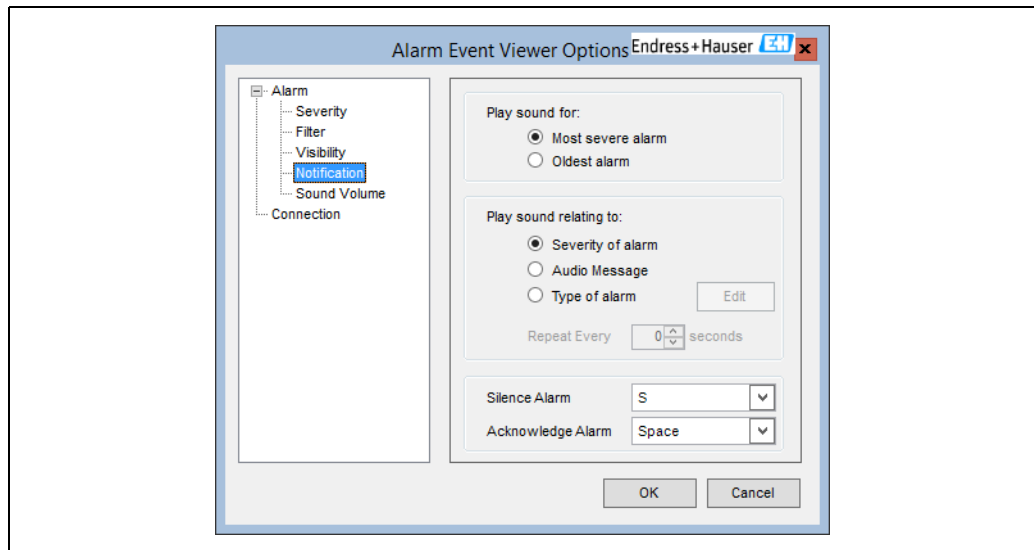 Alarm Event Viewer Options
Endress+Hauser EH
Alarm
Severity
Filter
Visibility
Notification
Sound Volume
Connection
Play sound for:
Most severe alarm
Oldest alarm
Play sound relating to:
Severity of alarm
Audio Message
Type of alarm
Edit
Repeat Every 0 seconds
Silence Alarm S
Acknowledge Alarm Space
OK
Cancel